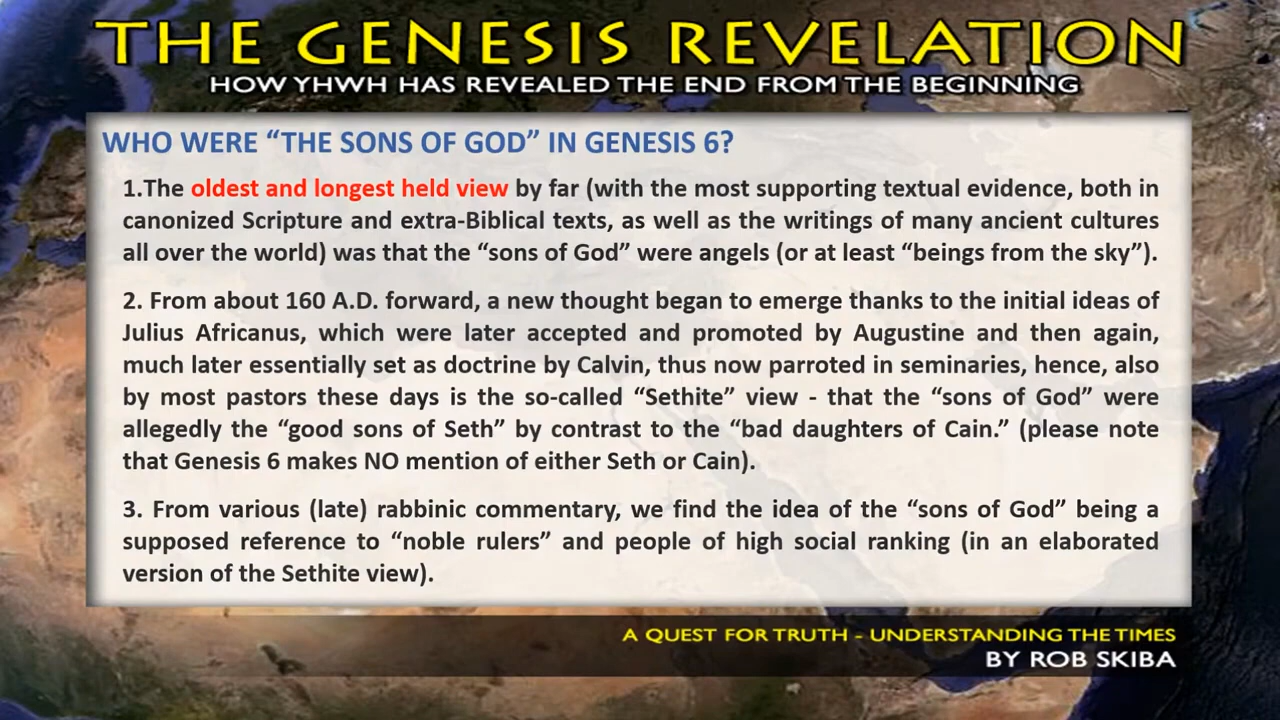 THE GENESIS REVELATION
HOW YHWH HAS REVEALED THE END FROM THE BEGINNING
WHO WERE “THE SONS OF GOD” IN GENESIS 6?
1.The oldest and longest held view by far (with the most supporting textual evidence, both in
canonized Scripture and extra-Biblical texts, as well as the writings of many ancient cultures
all over the world) was that the “sons of God” were angels (or at least “beings from the sky”).
2. From about 160 A.D. forward, a new thought began to emerge thanks to the initial ideas of
Julius Africanus, which were later accepted and promoted by Augustine and then again,
much later essentially set as doctrine by Calvin, thus now parroted in seminaries, hence, also
by most pastors these days is the so-called “Sethite” view - that the “sons of God” were
allegedly the “good sons of Seth” by contrast to the “bad daughters of Cain.” (please note
that Genesis 6 makes NO mention of either Seth or Cain).
3. From various (late) rabbinic commentary, we find the idea of the “sons of God” being a
supposed reference to “noble rulers” and people of high social ranking (in an elaborated
version of the Sethite view).
A QUEST FOR TRUTH - UNDERSTANDING THE TIMES
BY ROB SKIBA